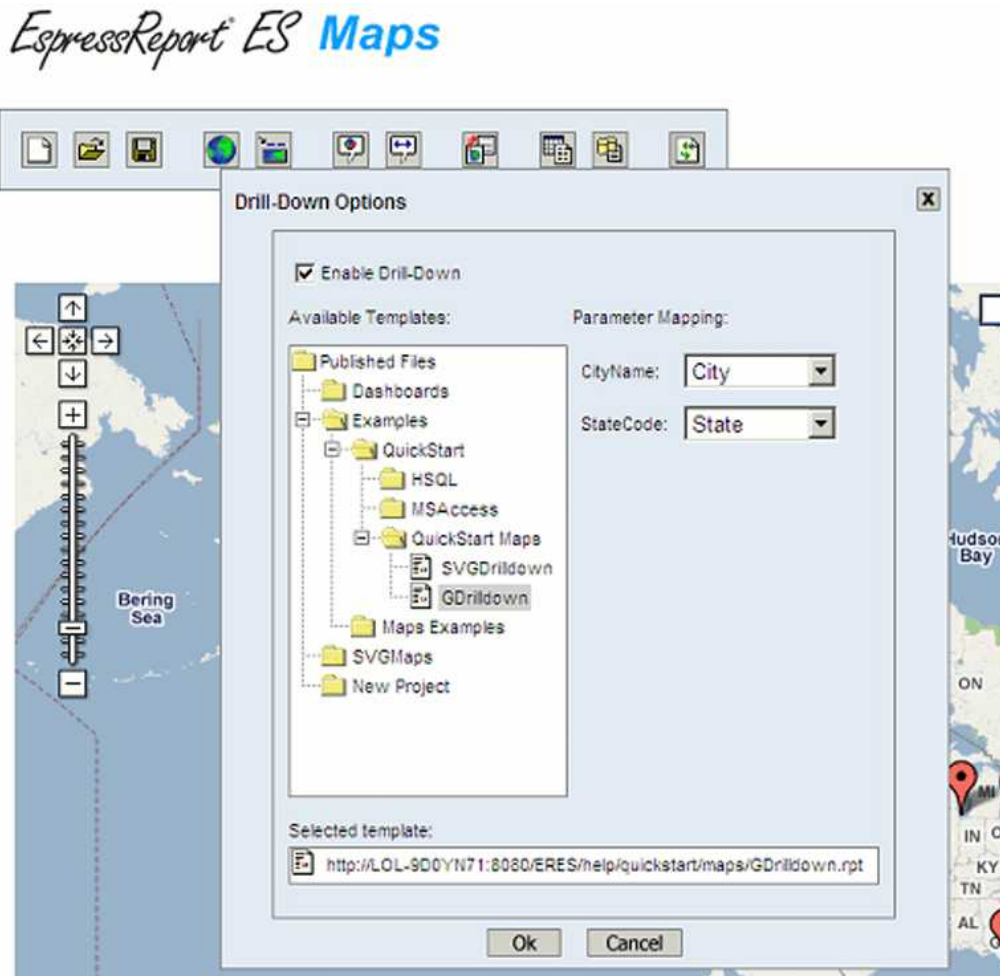 EspressReport ES Maps
Drill-Down Options
X
Enable Drill-Down
Available Templates:
Parameter Mapping:
Published Files
Dashboards
Examples
QuickStart
HSQL
MSAccess
QuickStart Maps
SVGDrilldown
GDrilldown
Maps Examples
SVGMaps
New Project
CityName: City
StateCode: State
Selected template:
http://LOL-9D0YN71:8080/ERES/help/quickstart/maps/GDrilldown.rpt
Ok Cancel
Bering
Sea
Bay
ON
MI
IN
KY
TN
AL